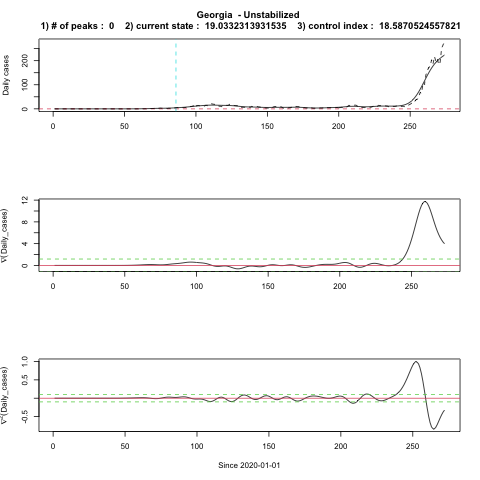 Georgia - Unstabilized
1) # of peaks : 0 2) current state : 19.0332313931535 3) control index : 18.5870524557821
Daily cases
0 100 200
0 50 100 150 200 250
∇(Daily_cases)
0 4 8 12
0 50 100 150 200 250
∇²(Daily_cases)
-0.5 0.5 1.0
0 50 100 150 200 250
Since 2020-01-01